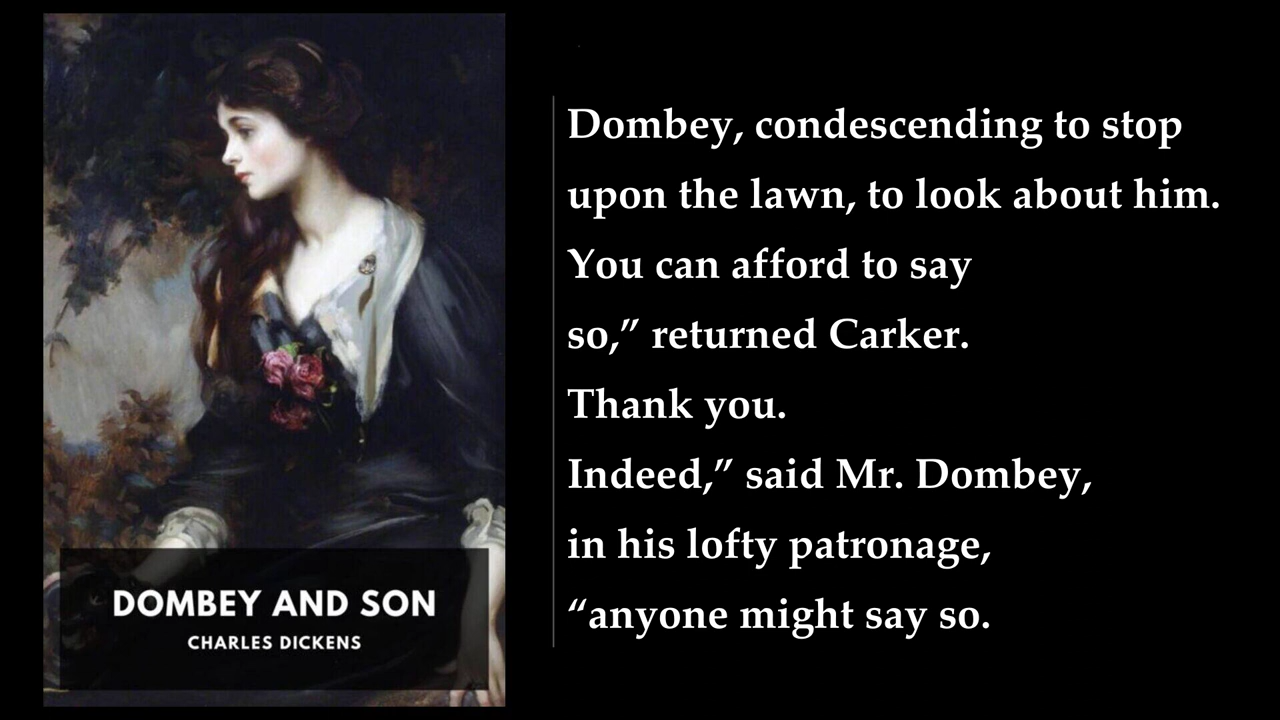 DOMBEY AND SON
CHARLES DICKENS
Dombey, condescending to stop
upon the lawn, to look about him.
You can afford to say
so,” returned Carker.
Thank you.
Indeed,” said Mr. Dombey,
in his lofty patronage,
“anyone might say so.